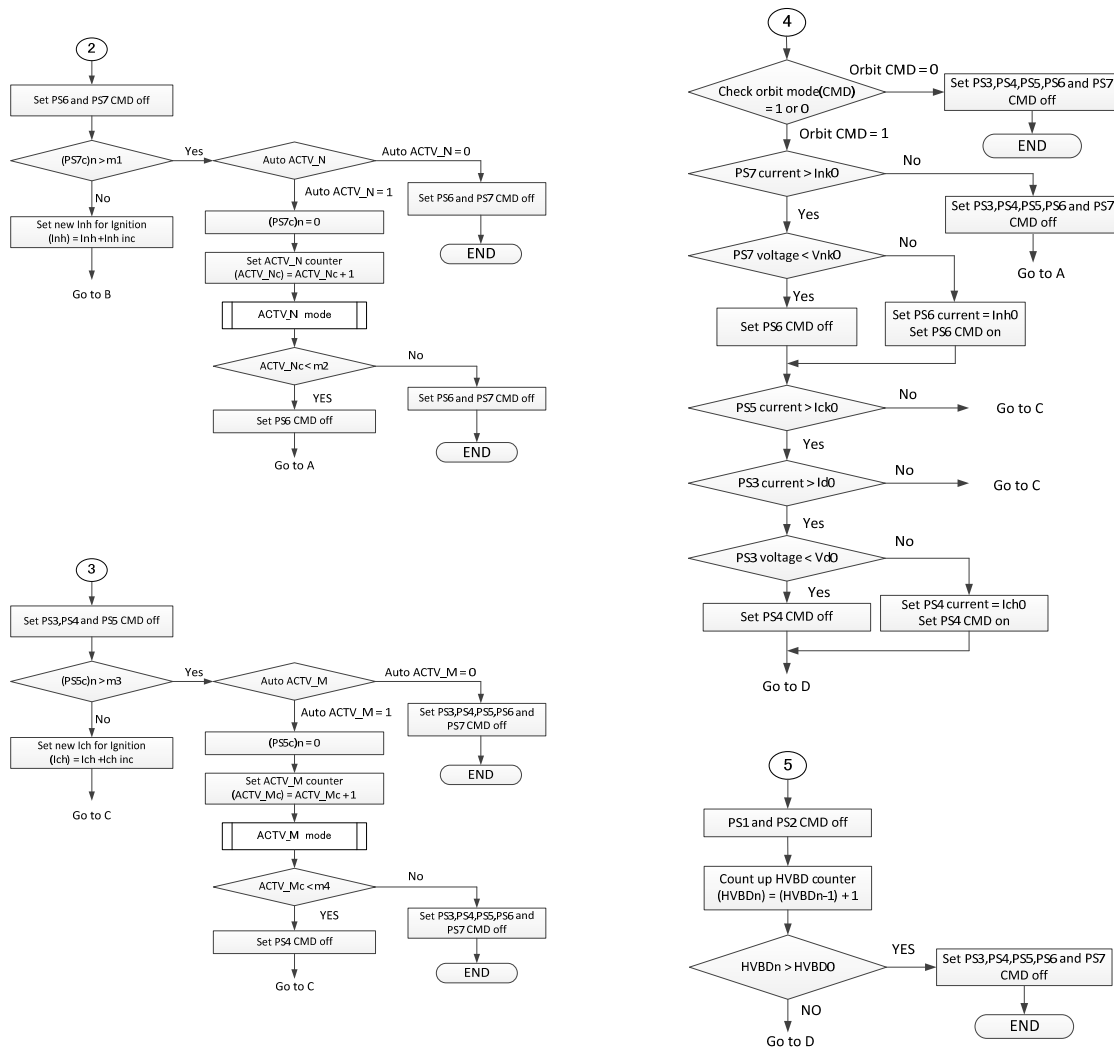 2
Set PS6 and PS7 CMD off
(PS7c)n > m1
Yes
No
Set new Inh for Ignition
(Inh) = Inh + Inh inc
Go to B
Auto ACTV_N
Auto ACTV_N = 0
Auto ACTV_N = 1
Set PS6 and PS7 CMD off
END
(PS7c)n = 0
Set ACTV_N counter
(ACTV_Nc) = ACTV_Nc + 1
ACTV_N mode
ACTV_Nc < m2
No
YES
Set PS6 and PS7 CMD off
END
Set PS6 CMD off
Go to A
3
Set PS3,PS4 and PS5 CMD off
(PS5c)n > m3
Yes
No
Set new Ich for Ignition
(Ich) = Ich + Ich inc
Go to C
Auto ACTV_M
Auto ACTV_M = 0
Auto ACTV_M = 1
Set PS3,PS4,PS5,PS6 and
PS7 CMD off
END
(PS5c)n = 0
Set ACTV_M counter
(ACTV_Mc) = ACTV_Mc + 1
ACTV_M mode
ACTV_Mc < m4
No
YES
Set PS3,PS4,PS5,PS6 and
PS7 CMD off
END
Set PS4 CMD off
Go to C
4
Check orbit mode(CMD)
= 1 or 0
Orbit CMD = 0
Set PS3,PS4,PS5,PS6 and PS7
CMD off
END
Orbit CMD = 1
PS7 current > Ink0
No
Set PS3,PS4,PS5,PS6 and PS7
CMD off
Go to A
Yes
PS7 voltage < Vnk0
No
Yes
Set PS6 CMD off
Set PS6 current = Inh0
Set PS6 CMD on
PS5 current > Ick0
No
Go to C
Yes
PS3 current > Id0
No
Go to C
Yes
PS3 voltage < Vd0
No
Yes
Set PS4 CMD off
Set PS4 current = Ich0
Set PS4 CMD on
Go to D
5
PS1 and PS2 CMD off
Count up HVBD counter
(HVBDn) = (HVBDn-1) + 1
HVBDn > HVBD0
YES
Set PS3,PS4,PS5,PS6 and PS7
CMD off
END
NO
Go to D